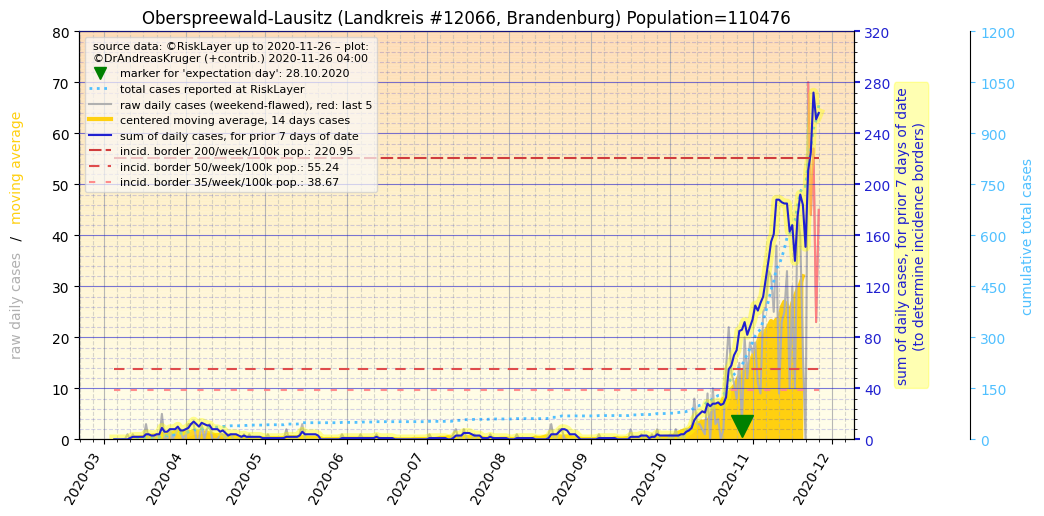 Oberspreewald-Lausitz (Landkreis #12066, Brandenburg) Population=110476
source data: ©RiskLayer up to 2020-11-26 – plot:
©DrAndreasKruger (+contrib.) 2020-11-26 04:00
marker for 'expectation day': 28.10.2020
total cases reported at RiskLayer
raw daily cases (weekend-flawed), red: last 5
centered moving average, 14 days cases
sum of daily cases, for prior 7 days of date
incid. border 200/week/100k pop.: 220.95
incid. border 50/week/100k pop.: 55.24
incid. border 35/week/100k pop.: 38.67
raw daily cases / moving average
80
70
60
50
40
30
20
10
0
2020-03
2020-04
2020-05
2020-06
2020-07
2020-08
2020-09
2020-10
2020-11
2020-12
320
280
240
200
160
120
80
40
0
sum of daily cases, for prior 7 days of date
(to determine incidence borders)
1200
1050
900
750
600
450
300
150
0
cumulative total cases